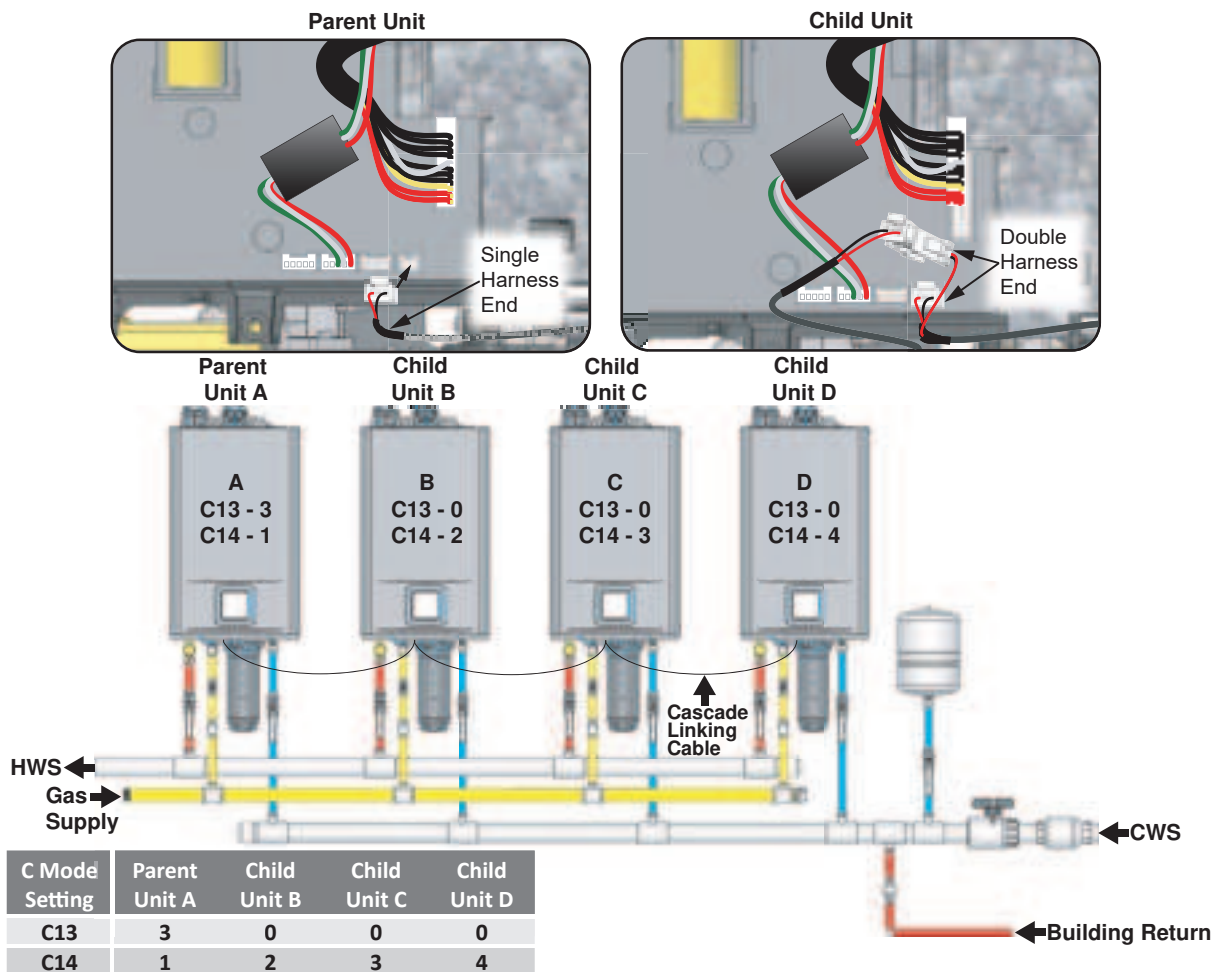 Parent Unit
Child Unit
Single
Harness
End
Double
Harness
End
Parent
Unit A
Child
Unit B
Child
Unit C
Child
Unit D
A
C13 - 3
C14 - 1
B
C13 - 0
C14 - 2
C
C13 - 0
C14 - 3
D
C13 - 0
C14 - 4
Cascade
Linking
Cable
HWS
Gas
Supply
CWS
Building Return
C Mode Setting Parent Unit A Child Unit B Child Unit C Child Unit D
C13 3 0 0 0
C14 1 2 3 4